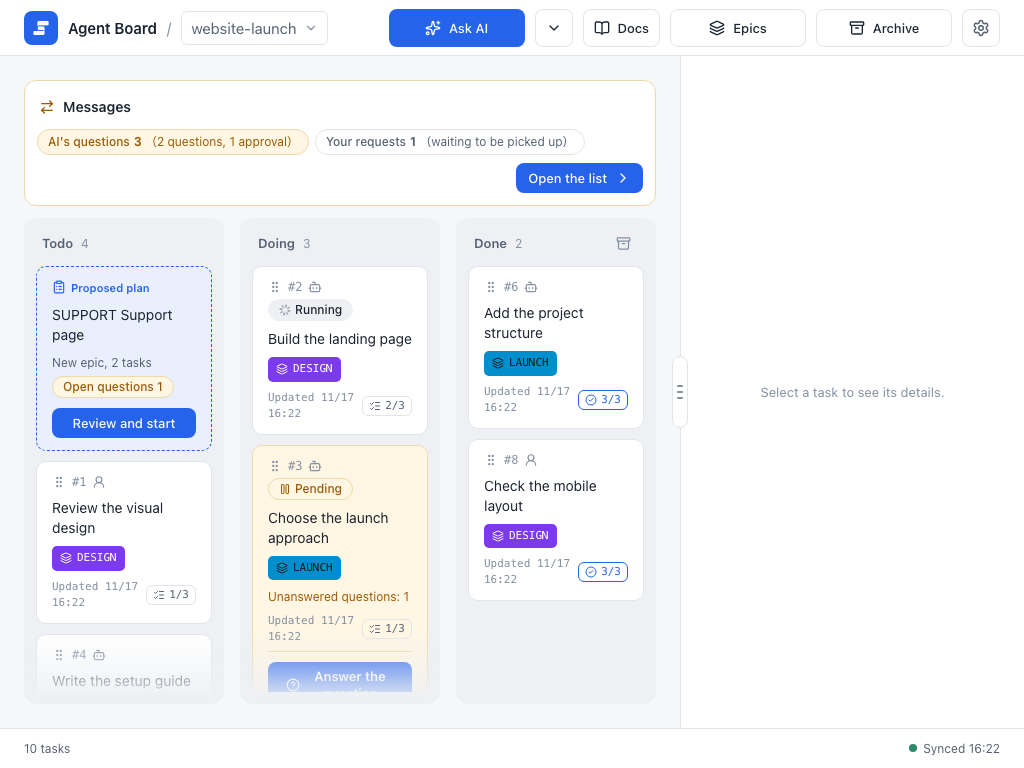 Agent Board / website-launch
Ask AI
Docs
Epics
Archive
Messages
AI's questions 3 (2 questions, 1 approval)
Your requests 1 (waiting to be picked up)
Open the list
Todo 4
Proposed plan
SUPPORT Support
page
New epic, 2 tasks
Open questions 1
Review and start
#1
Review the visual
design
DESIGN
Updated 11/17
16:22
1/3
#4
Write the setup guide
Doing 3
#2
Running
Build the landing page
DESIGN
Updated 11/17
16:22
2/3
#3
Pending
Choose the launch
approach
LAUNCH
Unanswered questions: 1
Updated 11/17
16:22
1/3
Answer the
question
Done 2
#6
Add the project
structure
LAUNCH
Updated 11/17
16:22
3/3
#8
Check the mobile
layout
DESIGN
Updated 11/17
16:22
3/3
Select a task to see its details.
10 tasks
Synced 16:22